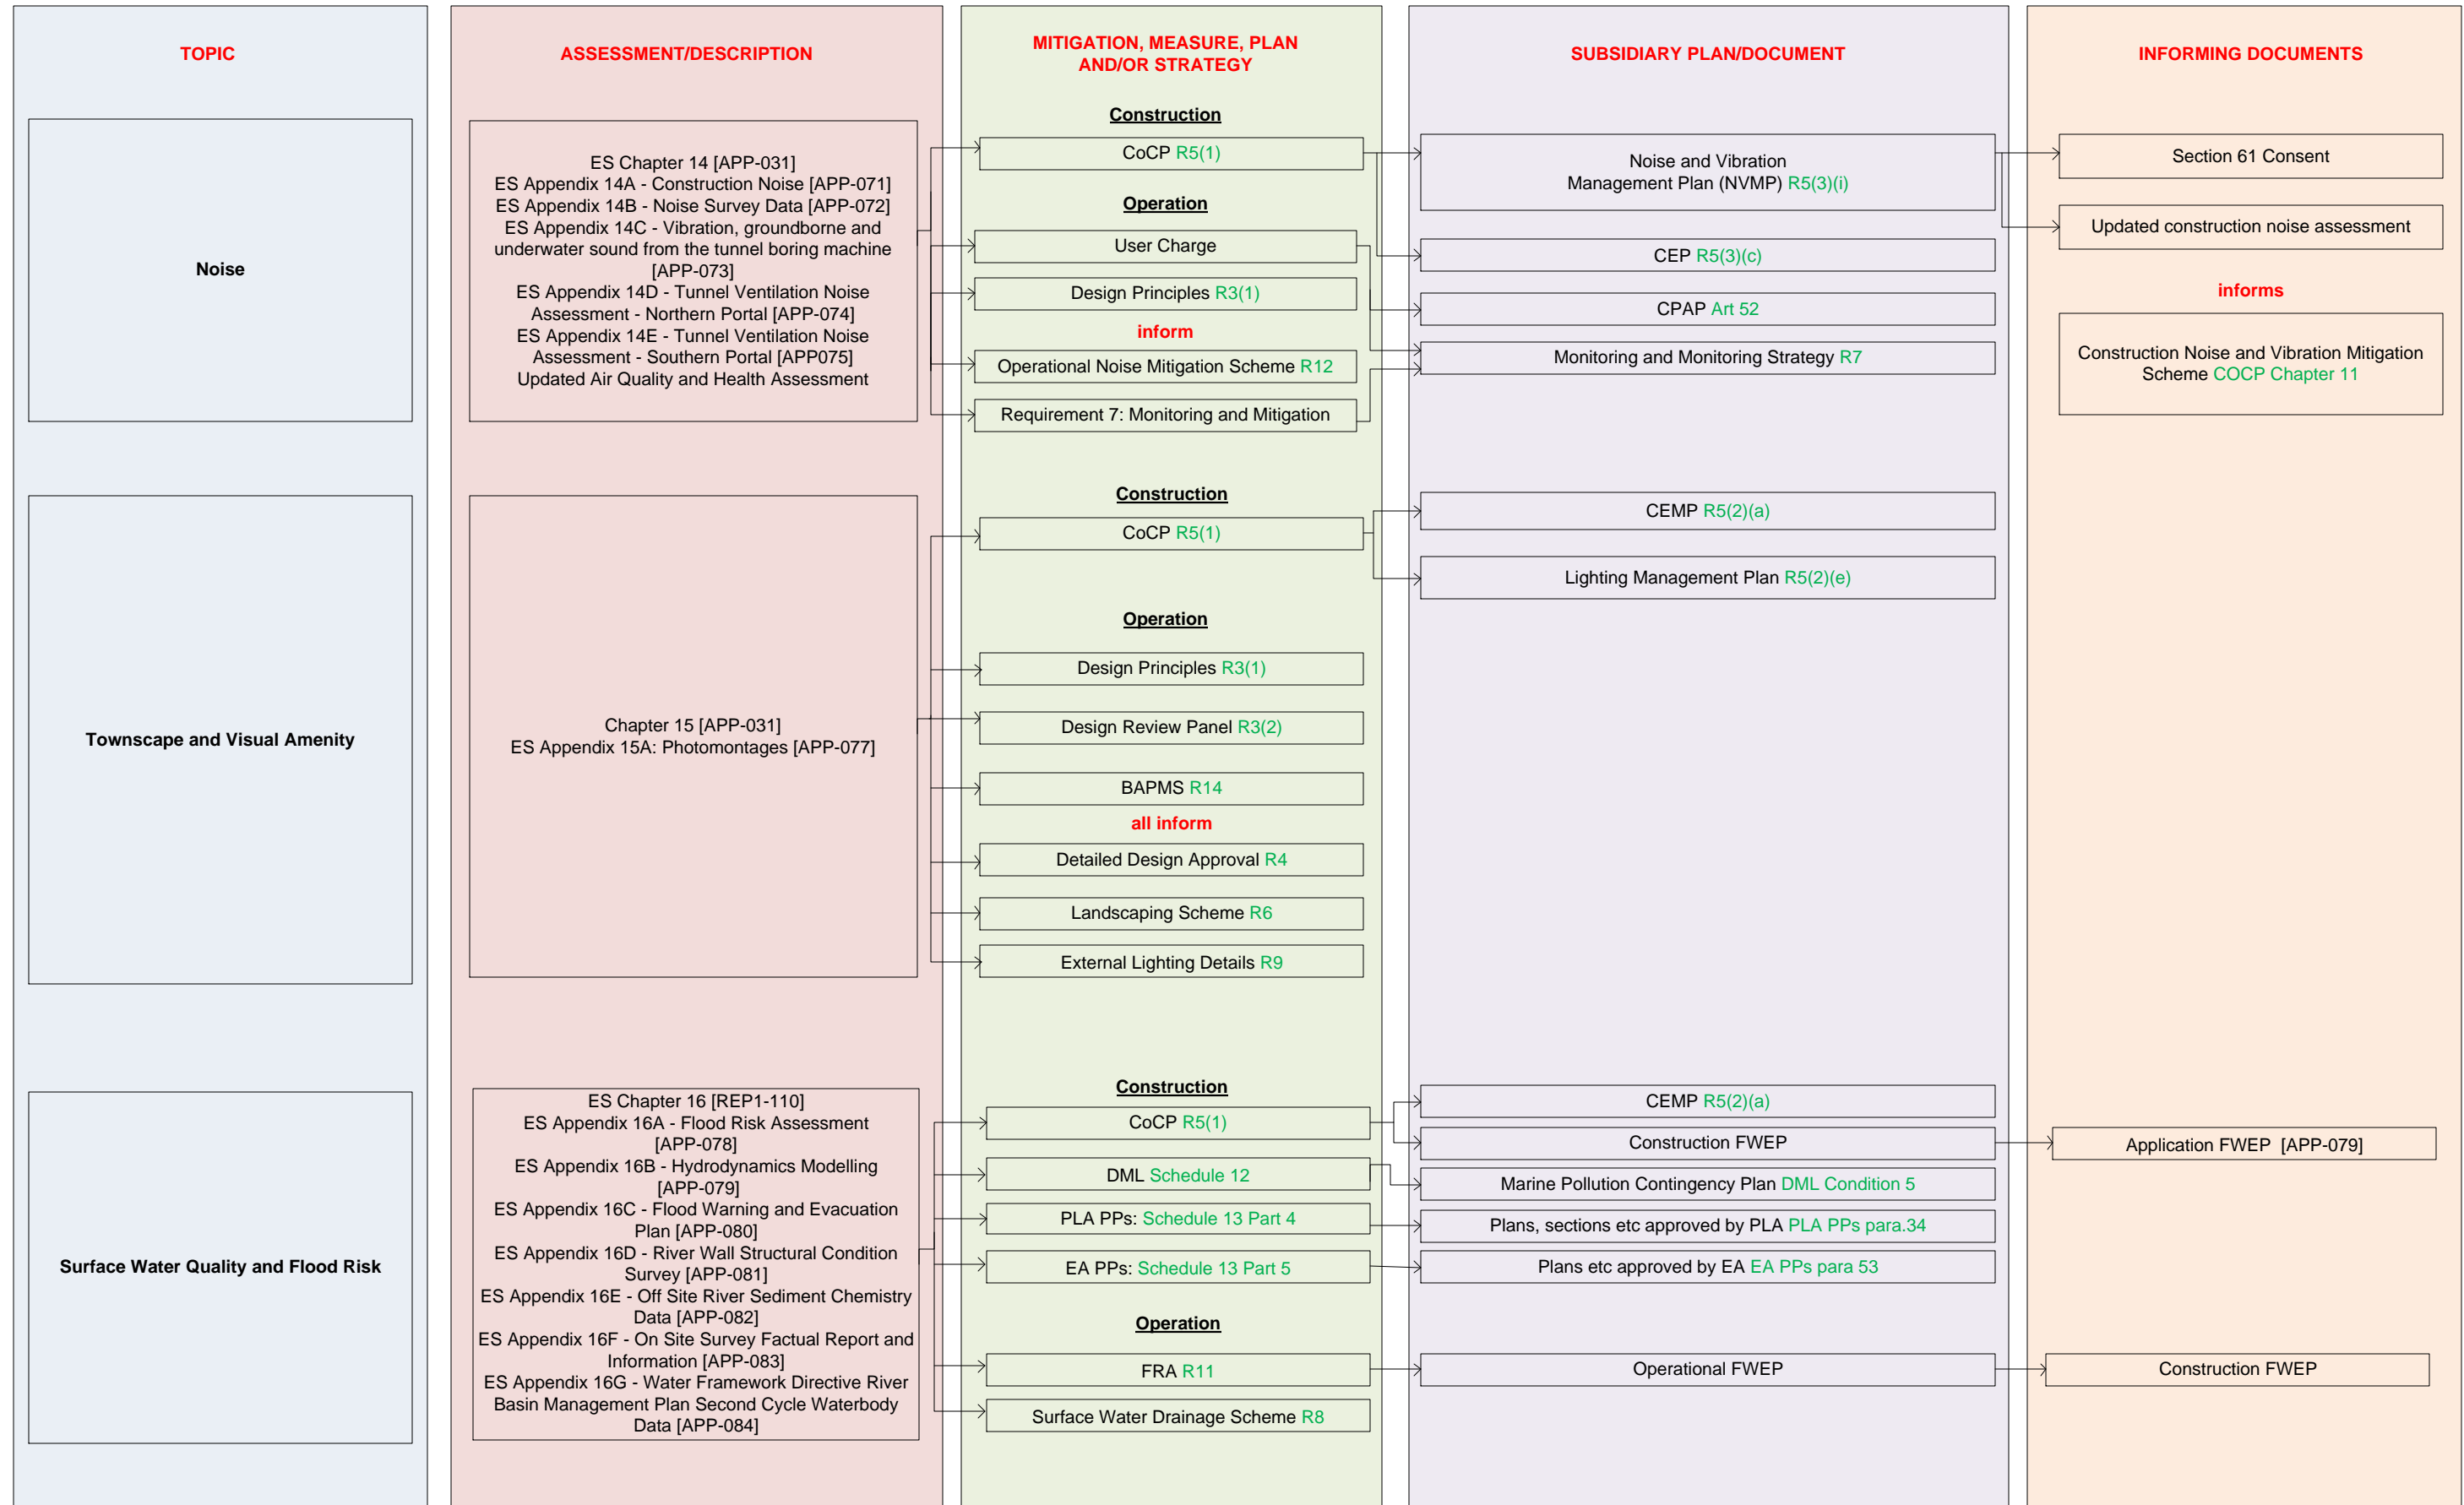 TOPIC
ASSESSMENT/DESCRIPTION
MITIGATION, MEASURE, PLAN
AND/OR STRATEGY
SUBSIDIARY PLAN/DOCUMENT
INFORMING DOCUMENTS
Noise
ES Chapter 14 [APP-031]
ES Appendix 14A - Construction Noise [APP-071]
ES Appendix 14B - Noise Survey Data [APP-072]
ES Appendix 14C - Vibration, groundborne and
underwater sound from the tunnel boring machine
[APP-073]
ES Appendix 14D - Tunnel Ventilation Noise
Assessment - Northern Portal [APP-074]
ES Appendix 14E - Tunnel Ventilation Noise
Assessment - Southern Portal [APP075]
Updated Air Quality and Health Assessment
Construction
CoCP R5(1)
Operation
User Charge
Design Principles R3(1)
inform
Operational Noise Mitigation Scheme R12
Requirement 7: Monitoring and Mitigation
Noise and Vibration
Management Plan (NVMP) R5(3)(i)
CEP R5(3)(c)
CPAP Art 52
Monitoring and Monitoring Strategy R7
Section 61 Consent
Updated construction noise assessment
informs
Construction Noise and Vibration Mitigation
Scheme COCP Chapter 11
Townscape and Visual Amenity
Chapter 15 [APP-031]
ES Appendix 15A: Photomontages [APP-077]
Construction
CoCP R5(1)
Operation
Design Principles R3(1)
Design Review Panel R3(2)
BAPMS R14
all inform
Detailed Design Approval R4
Landscaping Scheme R6
External Lighting Details R9
CEMP R5(2)(a)
Lighting Management Plan R5(2)(e)
Surface Water Quality and Flood Risk
ES Chapter 16 [REP1-110]
ES Appendix 16A - Flood Risk Assessment
[APP-078]
ES Appendix 16B - Hydrodynamics Modelling
[APP-079]
ES Appendix 16C - Flood Warning and Evacuation
Plan [APP-080]
ES Appendix 16D - River Wall Structural Condition
Survey [APP-081]
ES Appendix 16E - Off Site River Sediment Chemistry
Data [APP-082]
ES Appendix 16F - On Site Survey Factual Report and
Information [APP-083]
ES Appendix 16G - Water Framework Directive River
Basin Management Plan Second Cycle Waterbody
Data [APP-084]
Construction
CoCP R5(1)
DML Schedule 12
PLA PPs: Schedule 13 Part 4
EA PPs: Schedule 13 Part 5
Operation
FRA R11
Surface Water Drainage Scheme R8
CEMP R5(2)(a)
Construction FWEP
Marine Pollution Contingency Plan DML Condition 5
Plans, sections etc approved by PLA PLA PPs para.34
Plans etc approved by EA EA PPs para 53
Operational FWEP
Application FWEP [APP-079]
Construction FWEP